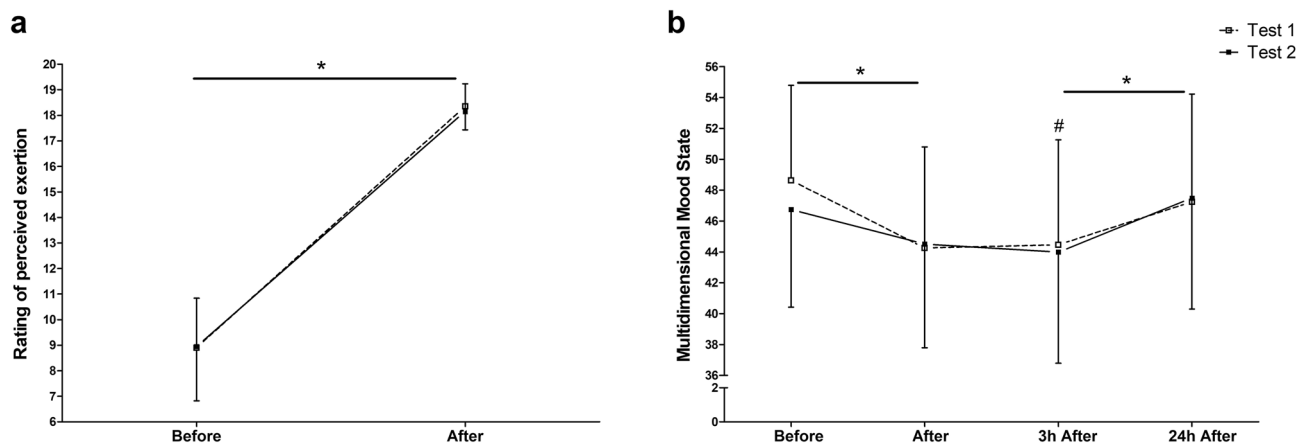 a
Rating of perceived exertion
20
19
18
17
16
15
14
13
12
11
10
9
8
7
6
*
Before
After
b
Test 1
Test 2
Multidimensional Mood State
56
54
52
50
48
46
44
42
40
38
36
2
0
*
#
*
Before
After
3h After
24h After